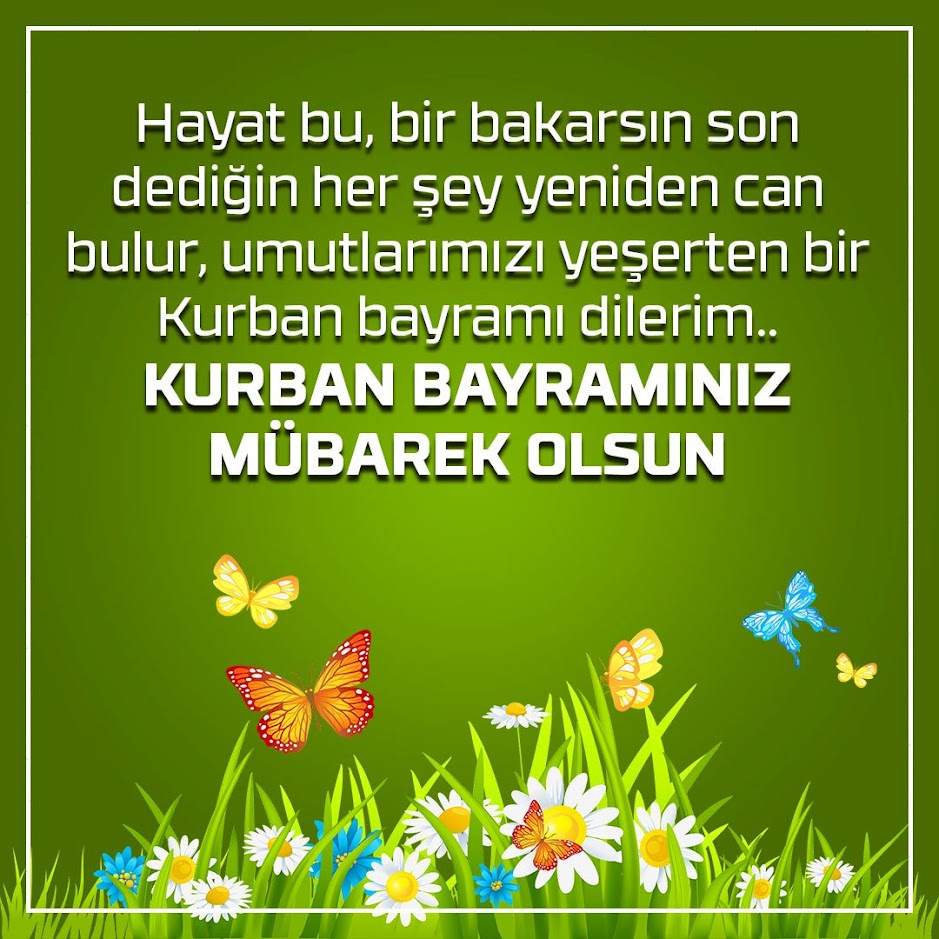 Hayat bu, bir bakarsın son
dediğin her şey yeniden can
bulur, umutlarımızı yeşerten bir
Kurban bayramı dilerim..
KURBAN BAYRAMINIZ
MÜBAREK OLSUN